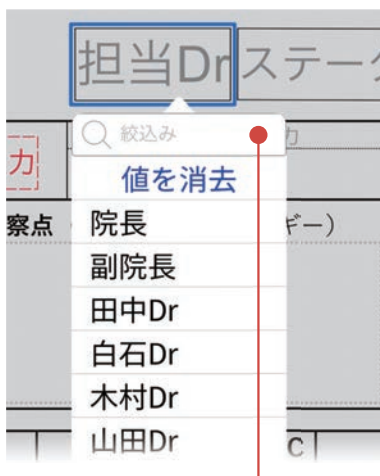 担当Dr ステー
絞込み
カ
値を消去
察点
院長
ギー）
副院長
田中Dr
白石Dr
木村Dr
山田Dr
C